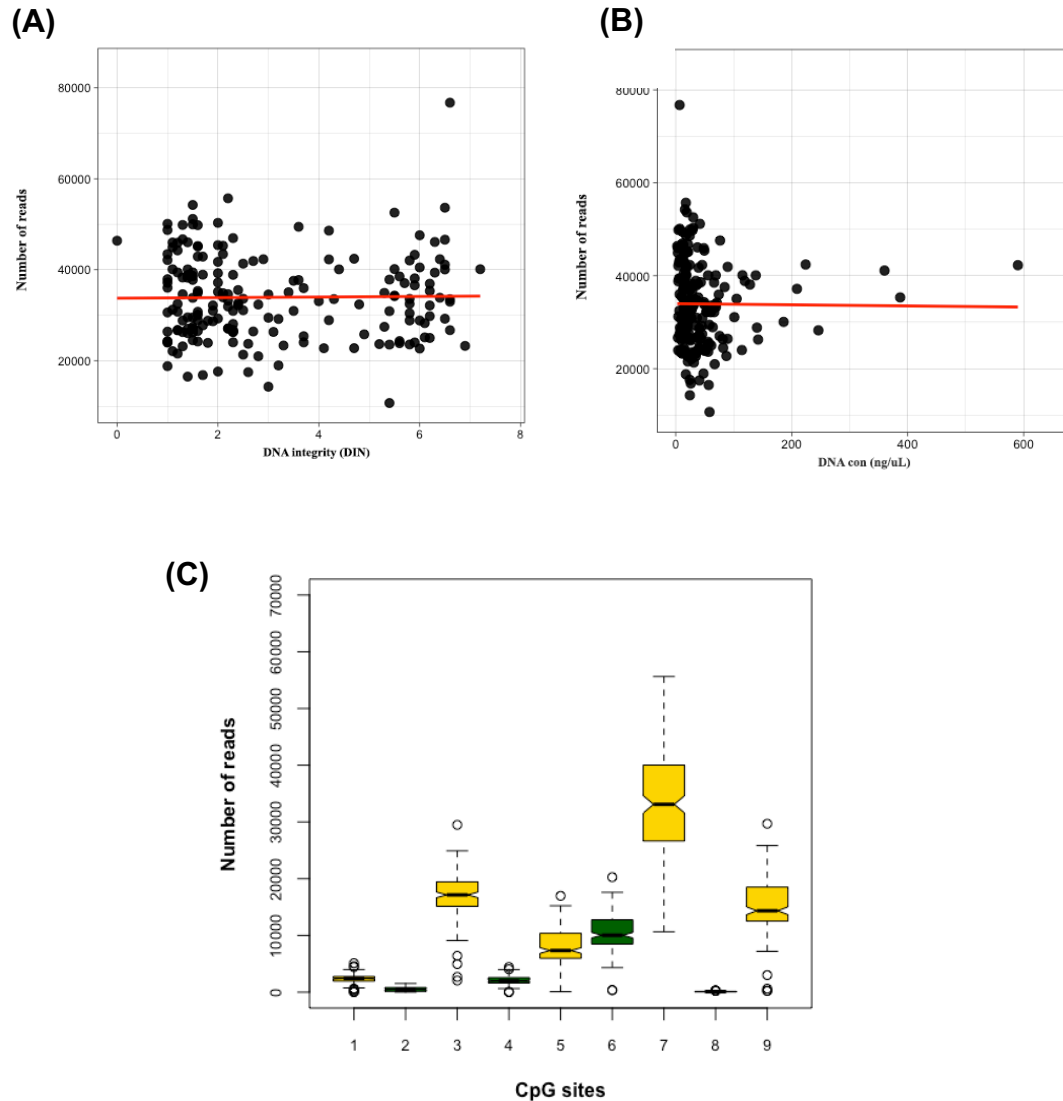 (A)
(B)
80000
60000
40000
20000
0
2
4
6
8
Number of reads
DNA integrity (DIN)
80000
60000
40000
20000
0
200
400
600
Number of reads
DNA con (ng/uL)
(C)
70000
60000
50000
40000
30000
20000
10000
0
Number of reads
1 2 3 4 5 6 7 8 9
CpG sites